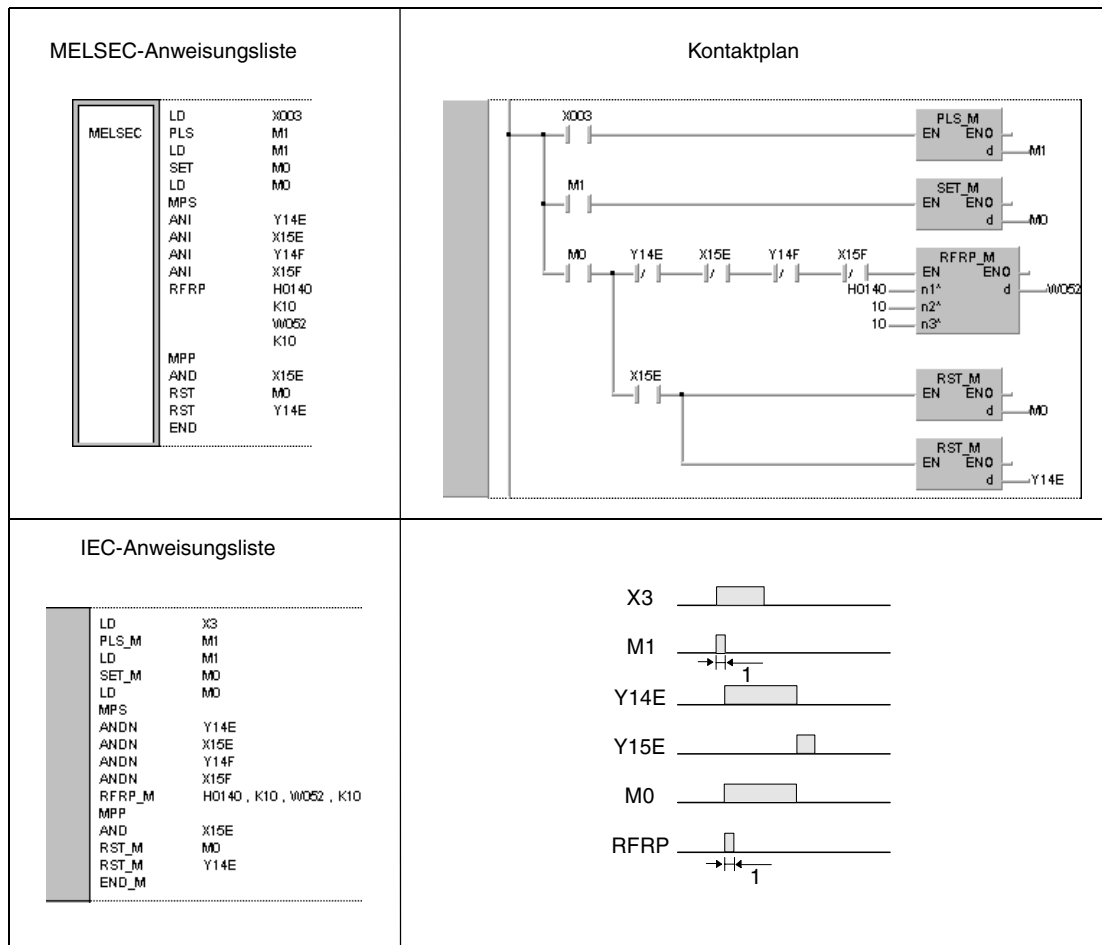 MELSEC-Anweisungsliste
MELSEC
LD X003
PLS M1
LD M1
SET M0
LD M0
MPS
ANI Y14E
ANI X15E
ANI Y14F
ANI X15F
RFRP H0140
K10
W052
K10
MPP
AND X15E
RST M0
RST Y14E
END
Kontaktplan
X003
PLS_M
EN ENO
d M1
M1
SET_M
EN ENO
d M0
M0 Y14E X15E Y14F X15F
RFRP_M
EN ENO
H0140 n1* d W052
10 n2*
10 n3*
X15E
RST_M
EN ENO
d M0
RST_M
EN ENO
d Y14E
IEC-Anweisungsliste
LD X3
PLS_M M1
LD M1
SET_M M0
LD M0
MPS
ANDN Y14E
ANDN X15E
ANDN Y14F
ANDN X15F
RFRP_M H0140 , K10 , W052 , K10
MPP
AND X15E
RST_M M0
RST_M Y14E
END_M
X3
M1
1
Y14E
Y15E
M0
RFRP
1